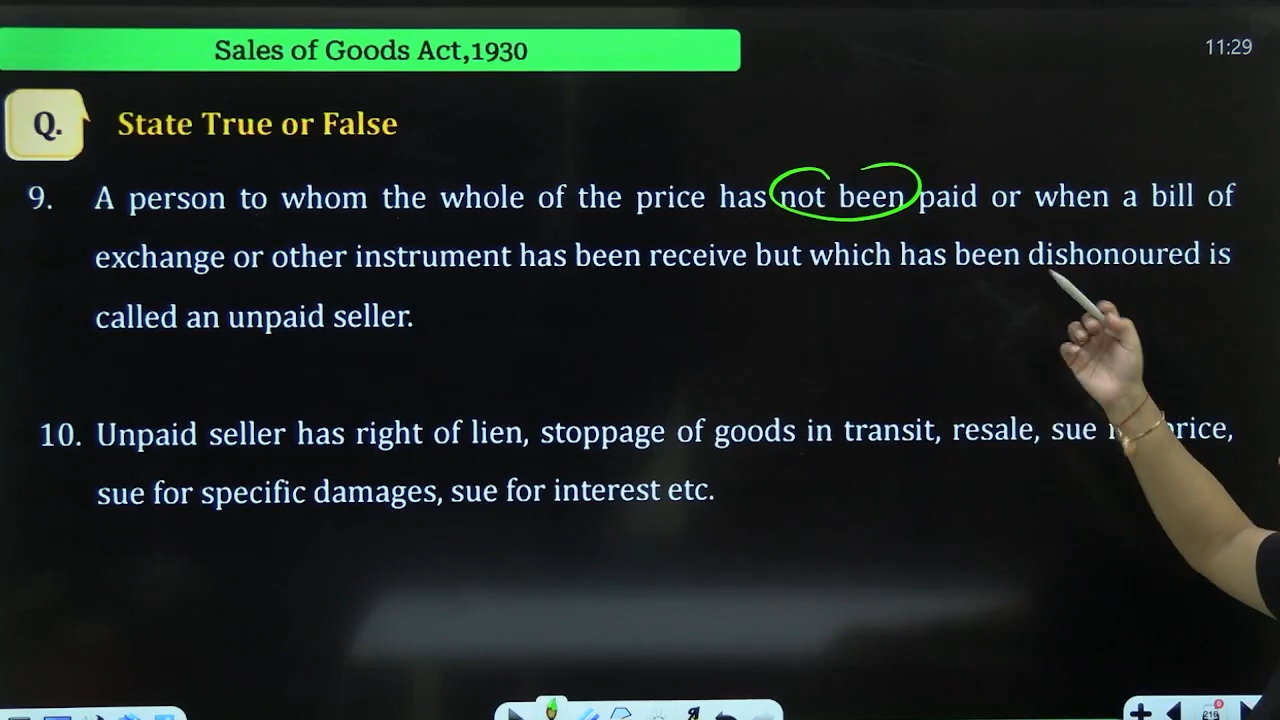 Sales of Goods Act,1930
11:29
Q. State True or False
9. A person to whom the whole of the price has not been paid or when a bill of
exchange or other instrument has been receive but which has been dishonoured is
called an unpaid seller.
10. Unpaid seller has right of lien, stoppage of goods in transit, resale, sue price,
sue for specific damages, sue for interest etc.